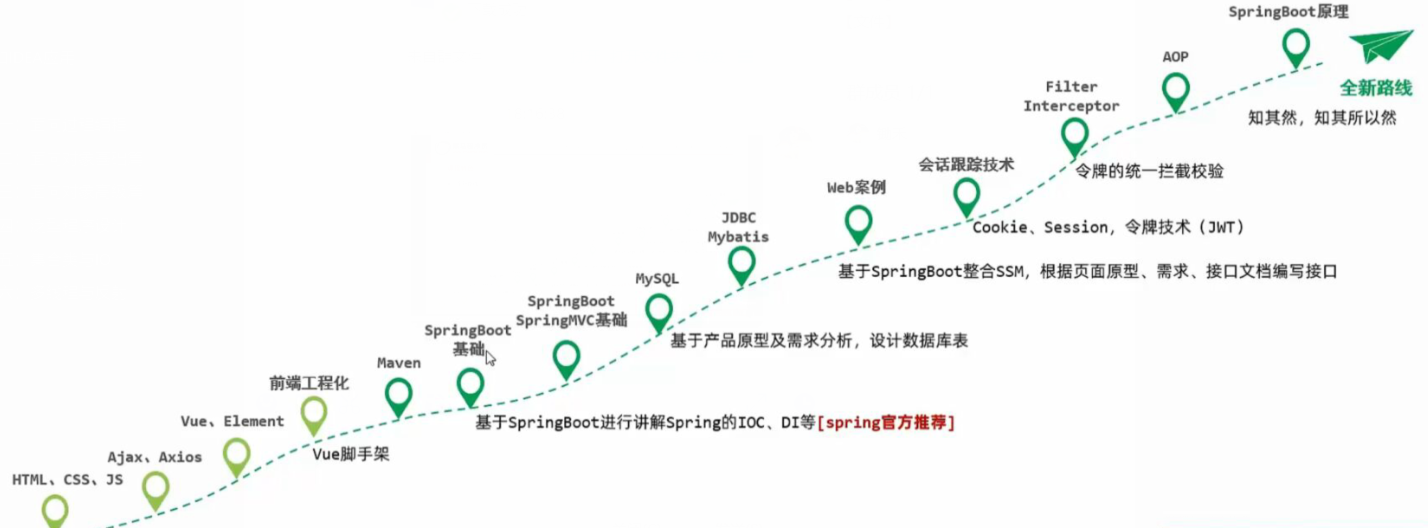 SpringBoot原理
全新路线
知其然，知其所以然
AOP
Filter
Interceptor
令牌的统一拦截校验
会话跟踪技术
Cookie、Session，令牌技术（JWT）
Web案例
基于SpringBoot整合SSM，根据页面原型、需求、接口文档编写接口
JDBC
Mybatis
MySQL
基于产品原型及需求分析，设计数据库表
SpringBoot
SpringMVC基础
SpringBoot
基础
基于SpringBoot进行讲解Spring的IOC、DI等[spring官方推荐]
Maven
前端工程化
Vue脚手架
Vue、Element
Ajax、Axios
HTML、CSS、JS